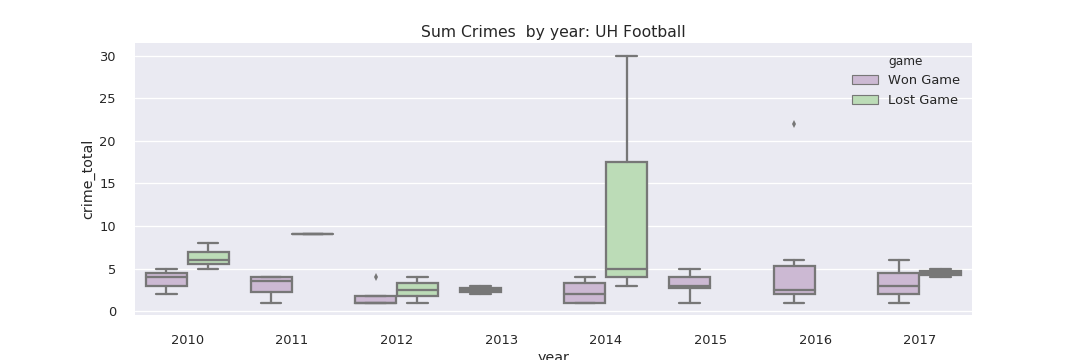 Sum Crimes  by year: UH Football
30
25
20
15
10
5
0
crime_total
game
Won Game
Lost Game
2010 2011 2012 2013 2014 2015 2016 2017
year